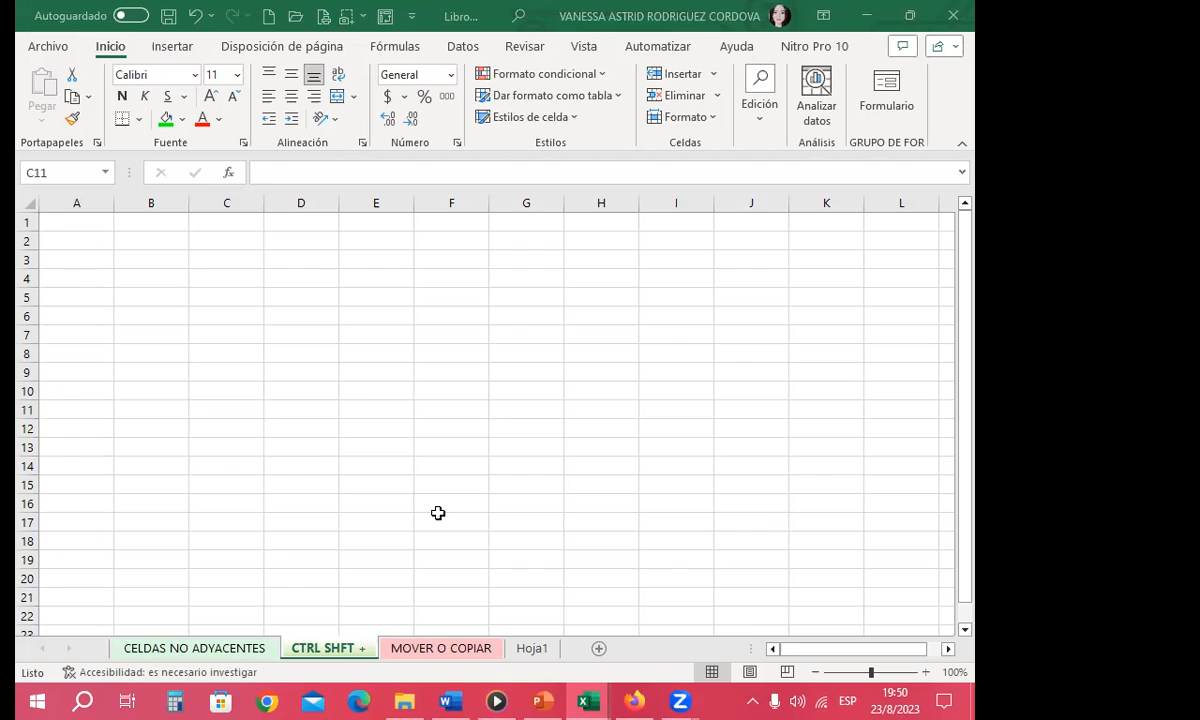 Autoguardado Libro... VANESSA ASTRID RODRIGUEZ CORDOVA
Archivo Inicio Insertar Disposición de página Fórmulas Datos Revisar Vista Automatizar Ayuda Nitro Pro 10
Pegar Calibri 11 ab General Formato condicional Insertar Edición Analizar datos Formulario
N K S A A $ % 000 Dar formato como tabla Eliminar
A ,00 ,00 Estilos de celda Formato
Portapapeles Fuente Alineación Número Estilos Celdas Análisis GRUPO DE FOR
C11 fx
A B C D E F G H I J K L
1
2
3
4
5
6
7
8
9
10
11
12
13
14
15
16
17
18
19
20
21
22
23
CELDAS NO ADYACENTES CTRL SHFT + MOVER O COPIAR Hoja1
Listo Accesibilidad: es necesario investigar 100%
ESP 19:50
23/8/2023